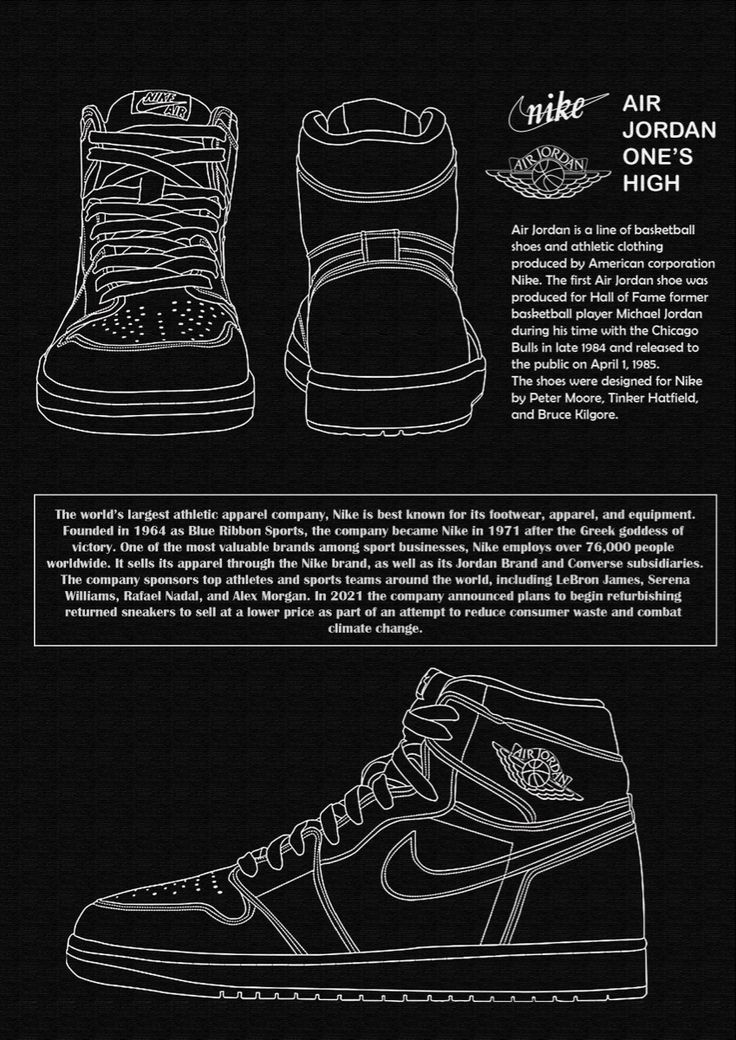 NIKE
AIR
nike
AIR JORDAN
AIR
JORDAN
ONE'S
HIGH
Air Jordan is a line of basketball
shoes and athletic clothing
produced by American corporation
Nike. The first Air Jordan shoe was
produced for Hall of Fame former
basketball player Michael Jordan
during his time with the Chicago
Bulls in late 1984 and released to
the public on April 1, 1985.
The shoes were designed for Nike
by Peter Moore, Tinker Hatfield,
and Bruce Kilgore.
The world's largest athletic apparel company, Nike is best known for its footwear, apparel, and equipment.
Founded in 1964 as Blue Ribbon Sports, the company became Nike in 1971 after the Greek goddess of
victory. One of the most valuable brands among sport businesses, Nike employs over 76,000 people
worldwide. It sells its apparel through the Nike brand, as well as its Jordan Brand and Converse subsidiaries.
The company sponsors top athletes and sports teams around the world, including LeBron James, Serena
Williams, Rafael Nadal, and Alex Morgan. In 2021 the company announced plans to begin refurbishing
returned sneakers to sell at a lower price as part of an attempt to reduce consumer waste and combat
climate change.
AIR JORDAN